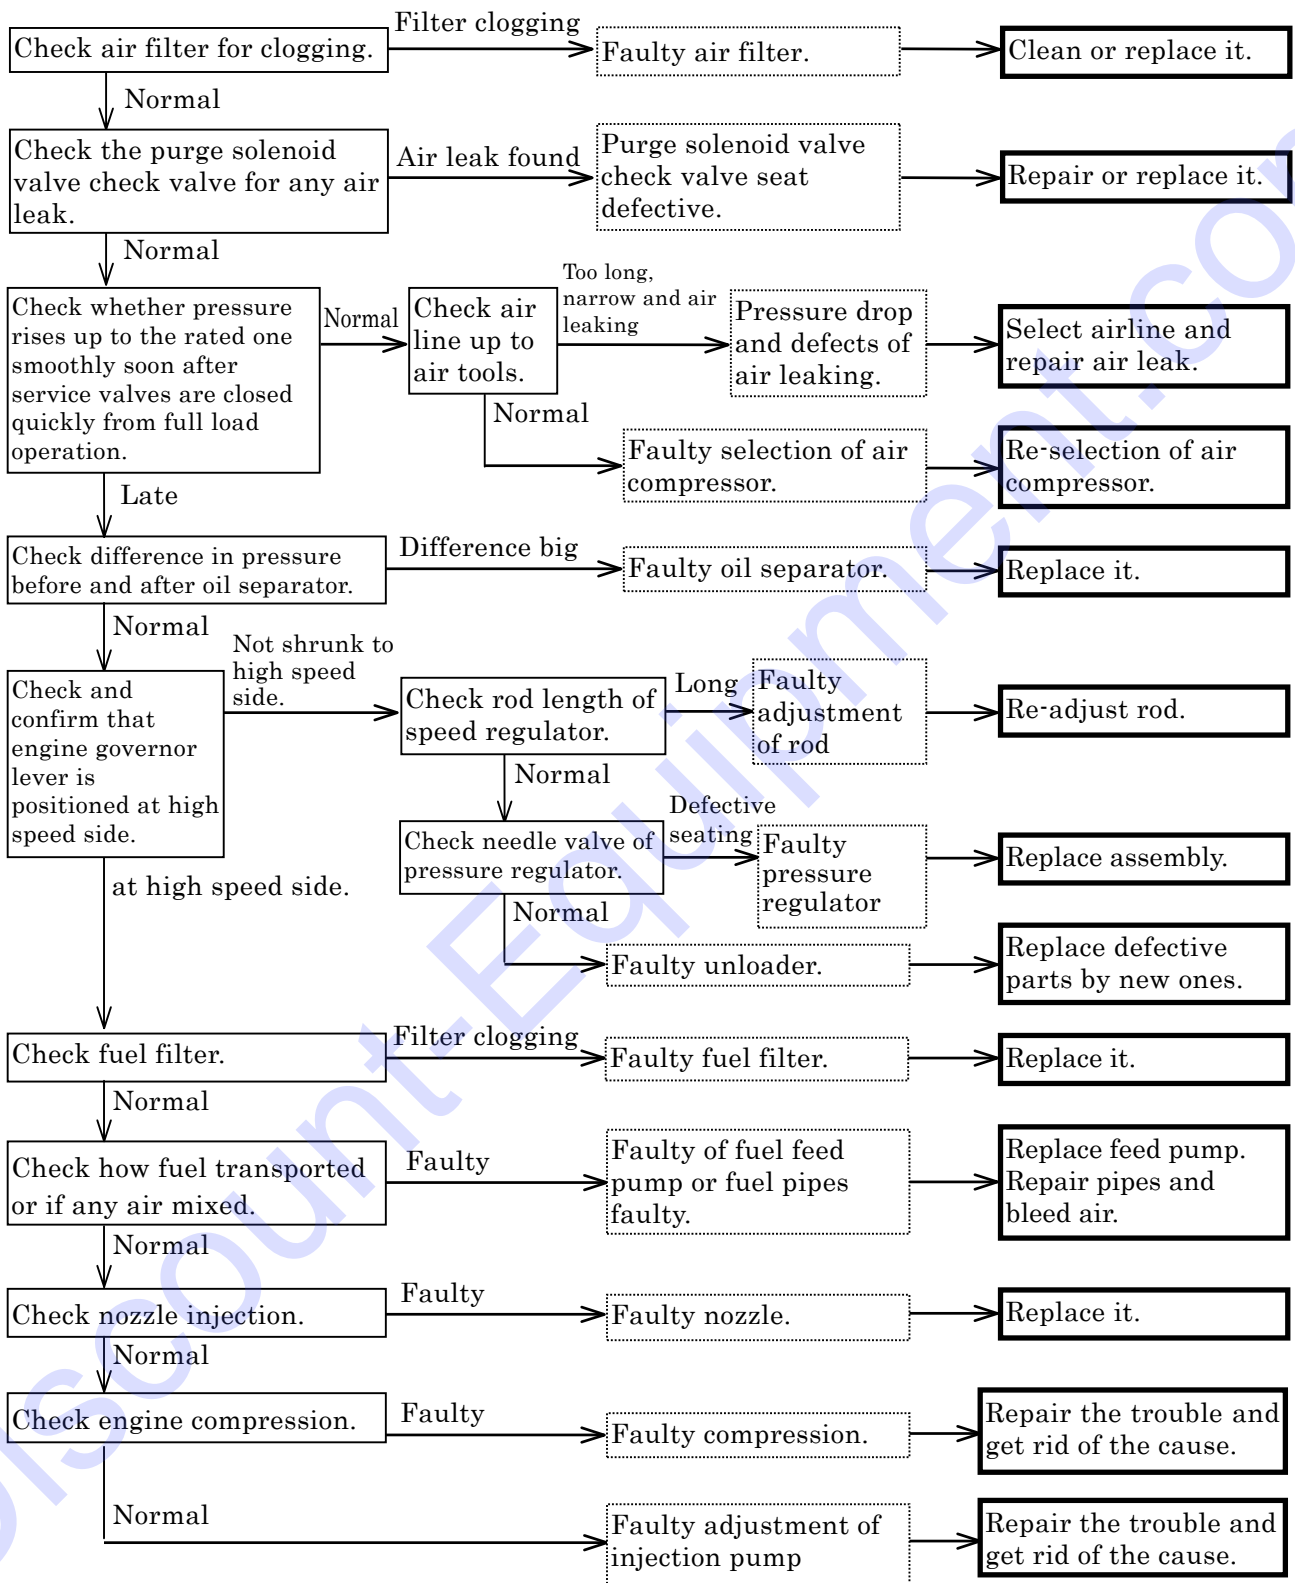 Filter clogging
Check air filter for clogging.
Faulty air filter.
Clean or replace it.
Normal
Check the purge solenoid
valve check valve for any air
leak.
Air leak found
Purge solenoid valve
check valve seat
defective.
Repair or replace it.
Normal
Check whether pressure
rises up to the rated one
smoothly soon after
service valves are closed
quickly from full load
operation.
Normal
Check air
line up to
air tools.
Too long,
narrow and air
leaking
Pressure drop
and defects of
air leaking.
Select airline and
repair air leak.
Normal
Faulty selection of air
compressor.
Re-selection of air
compressor.
Late
Check difference in pressure
before and after oil separator.
Difference big
Faulty oil separator.
Replace it.
Normal
Check and
confirm that
engine governor
lever is
positioned at high
speed side.
Not shrunk to
high speed
side.
Check rod length of
speed regulator.
Long
Faulty
adjustment
of rod
Re-adjust rod.
Normal
Check needle valve of
pressure regulator.
Defective
seating
Faulty
pressure
regulator
Replace assembly.
at high speed side.
Normal
Faulty unloader.
Replace defective
parts by new ones.
Check fuel filter.
Filter clogging
Faulty fuel filter.
Replace it.
Normal
Check how fuel transported
or if any air mixed.
Faulty
Faulty of fuel feed
pump or fuel pipes
faulty.
Replace feed pump.
Repair pipes and
bleed air.
Normal
Check nozzle injection.
Faulty
Faulty nozzle.
Replace it.
Normal
Check engine compression.
Faulty
Faulty compression.
Repair the trouble and
get rid of the cause.
Normal
Faulty adjustment of
injection pump
Repair the trouble and
get rid of the cause.
Discount-Equipment.com